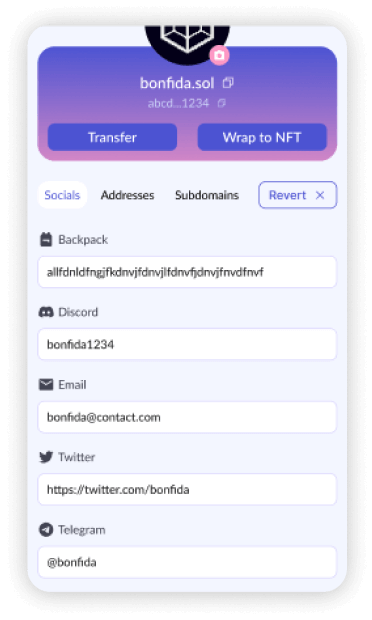 bonfida.sol
abcd...1234
Transfer Wrap to NFT
Socials Addresses Subdomains Revert ×
Backpack
allfdnldfngjfkdnvjfdnvjlfdnvfjdnvjfnvdfnvf
Discord
bonfida1234
Email
bonfida@contact.com
Twitter
https://twitter.com/bonfida
Telegram
@bonfida